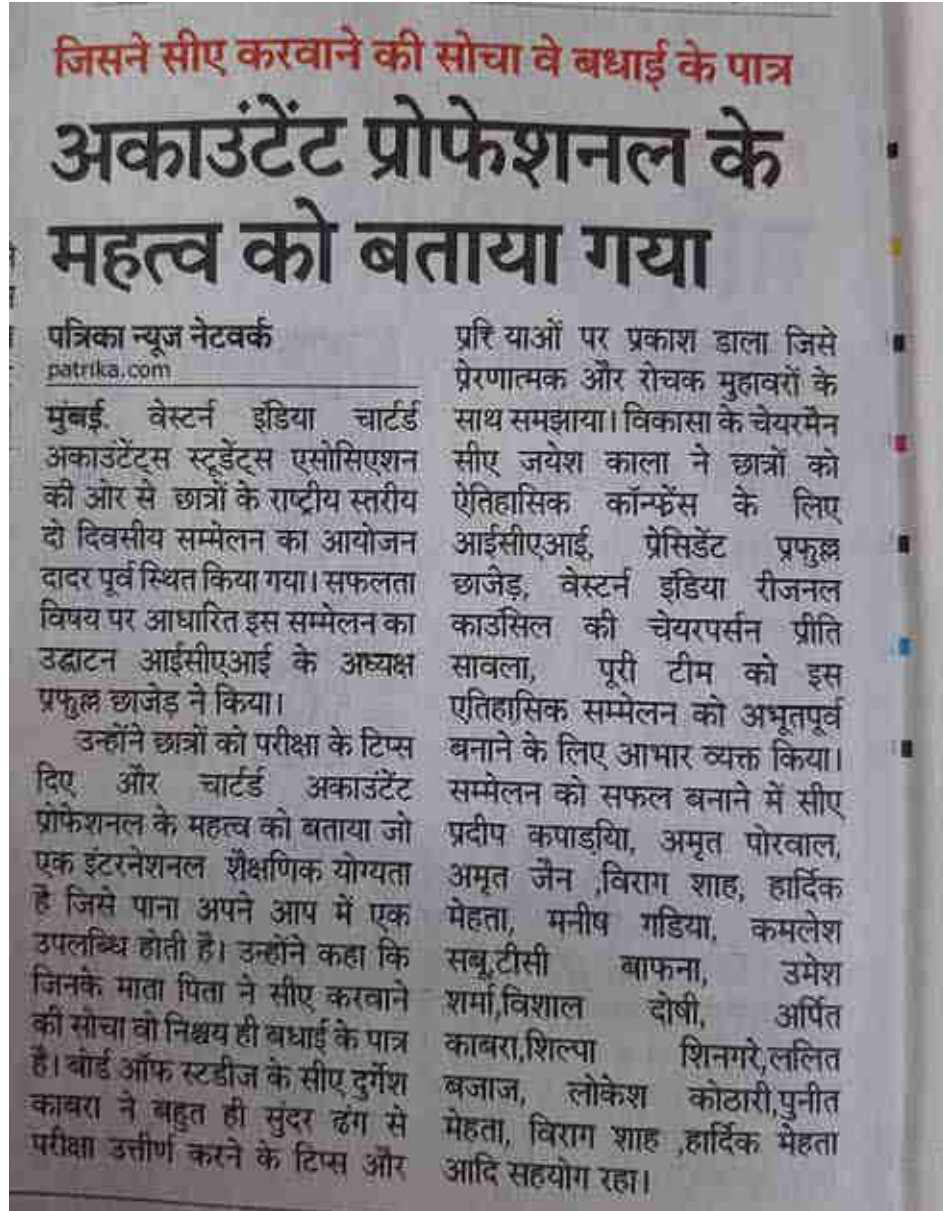 जिसने सीए करवाने की सोचा वे बधाई के पात्र
अकाउंटेंट प्रोफेशनल के
महत्व को बताया गया
पत्रिका न्यूज नेटवर्क
patrika.com
मुंबई. वेस्टर्न इंडिया चार्टर्ड
अकाउंटेंट्स स्टूडेंट्स एसोसिएशन
की ओर से छात्रों के राष्ट्रीय स्तरीय
दो दिवसीय सम्मेलन का आयोजन
दादर पूर्व स्थित किया गया। सफलता
विषय पर आधारित इस सम्मेलन का
उद्घाटन आईसीएआई के अध्यक्ष
प्रफुल्ल छाजेड़ ने किया।
उन्होंने छात्रों को परीक्षा के टिप्स
दिए और चार्टर्ड अकाउंटेंट
प्रोफेशनल के महत्व को बताया जो
एक इंटरनेशनल शैक्षणिक योग्यता
है जिसे पाना अपने आप में एक
उपलब्धि होती है। उन्होंने कहा कि
जिनके माता पिता ने सीए करवाने
की सोचा वो निश्चय ही बधाई के पात्र
है। बोर्ड ऑफ स्टडीज के सीए दुर्गेश
काबरा ने बहुत ही सुंदर ढंग से
परीक्षा उत्तीर्ण करने के टिप्स और
प्ररि याओं पर प्रकाश डाला जिसे
प्रेरणात्मक और रोचक मुहावरों के
साथ समझाया। विकासा के चेयरमैन
सीए जयेश काला ने छात्रों को
ऐतिहासिक कॉन्फ्रेंस के लिए
आईसीएआई, प्रेसिडेंट प्रफुल्ल
छाजेड़, वेस्टर्न इंडिया रीजनल
काउंसिल की चेयरपर्सन प्रीति
सावला, पूरी टीम को इस
एतिहासिक सम्मेलन को अभूतपूर्व
बनाने के लिए आभार व्यक्त किया।
सम्मेलन को सफल बनाने में सीए
प्रदीप कपाड़यिा, अमृत पोरवाल,
अमृत जैन ,विराग शाह, हार्दिक
मेहता, मनीष गडिया, कमलेश
सबू,टीसी बाफना, उमेश
शर्मा,विशाल दोषी, अर्पित
काबरा,शिल्पा शिनगरे,ललित
बजाज, लोकेश कोठारी,पुनीत
मेहता, विराग शाह ,हार्दिक मेहता
आदि सहयोग रहा।